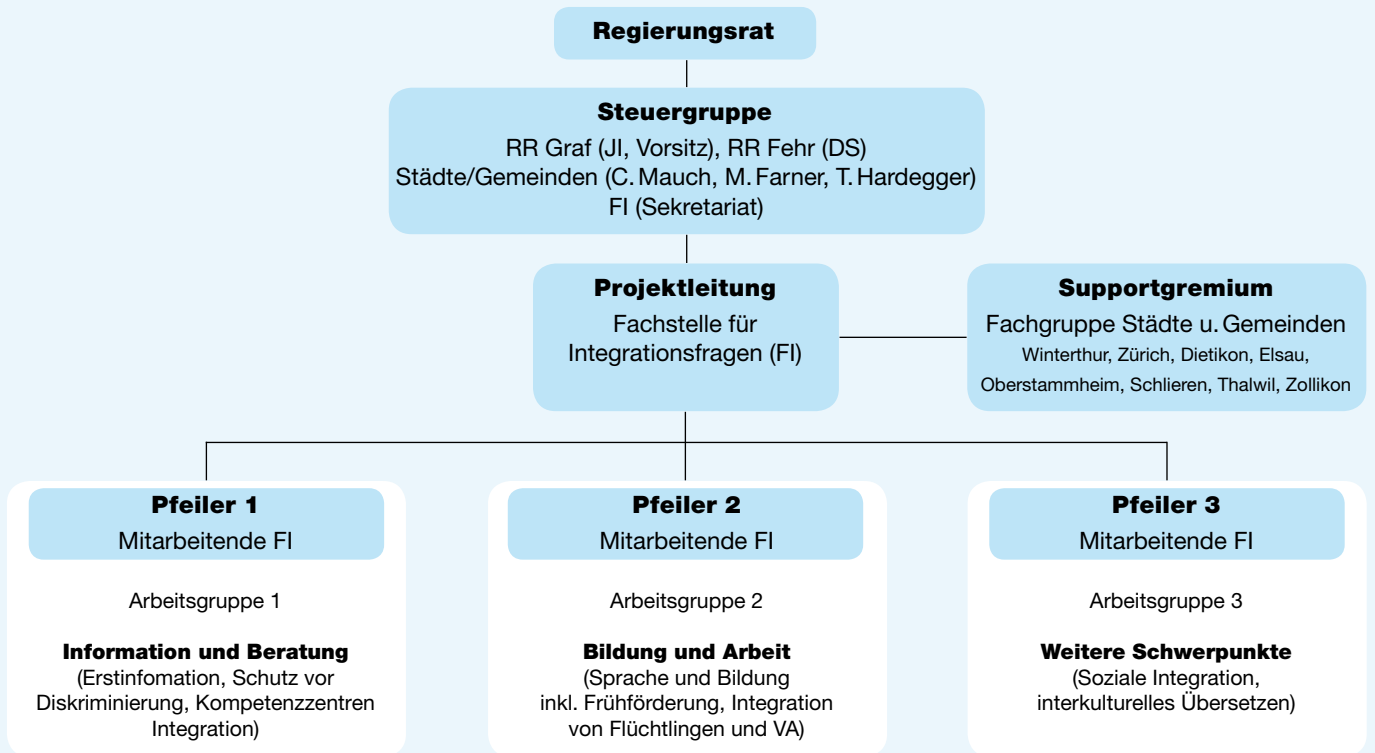 Regierungsrat
Steuergruppe
RR Graf (JI, Vorsitz), RR Fehr (DS)
Städte/Gemeinden (C. Mauch, M. Farner, T. Hardegger)
FI (Sekretariat)
Projektleitung
Fachstelle für
Integrationsfragen (FI)
Supportgremium
Fachgruppe Städte u. Gemeinden
Winterthur, Zürich, Dietikon, Elsau,
Oberstammheim, Schlieren, Thalwil, Zollikon
Pfeiler 1
Mitarbeitende FI
Arbeitsgruppe 1
Information und Beratung
(Erstinfomation, Schutz vor
Diskriminierung, Kompetenzzentren
Integration)
Pfeiler 2
Mitarbeitende FI
Arbeitsgruppe 2
Bildung und Arbeit
(Sprache und Bildung
inkl. Frühförderung, Integration
von Flüchtlingen und VA)
Pfeiler 3
Mitarbeitende FI
Arbeitsgruppe 3
Weitere Schwerpunkte
(Soziale Integration,
interkulturelles Übersetzen)